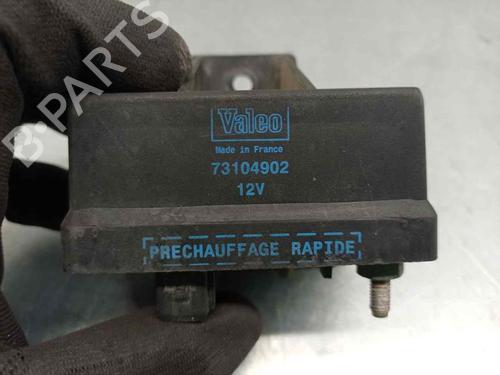 B-PARTS
Valeo
Made in France
73104902
12V
PRECHAUFFAGE RAPIDE